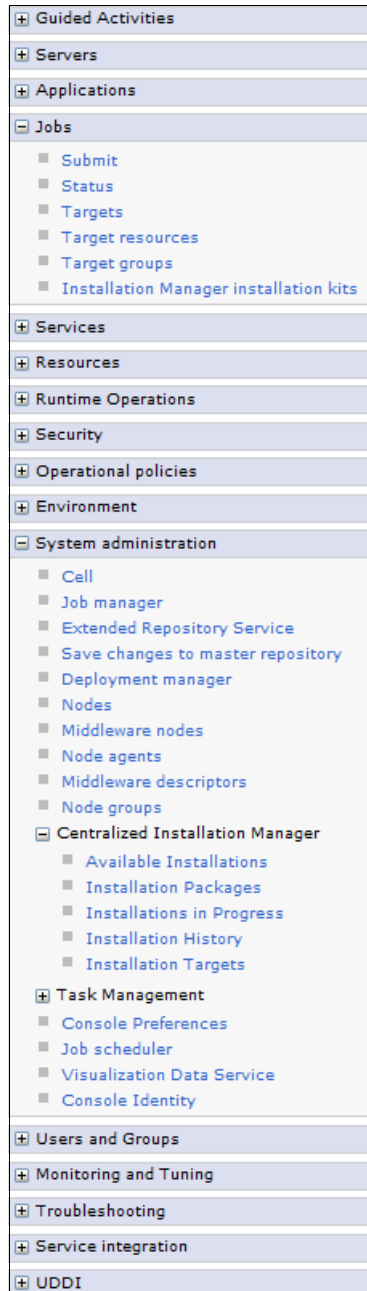 Guided Activities
Servers
Applications
Jobs
Submit
Status
Targets
Target resources
Target groups
Installation Manager installation kits
Services
Resources
Runtime Operations
Security
Operational policies
Environment
System administration
Cell
Job manager
Extended Repository Service
Save changes to master repository
Deployment manager
Nodes
Middleware nodes
Node agents
Middleware descriptors
Node groups
Centralized Installation Manager
Available Installations
Installation Packages
Installations in Progress
Installation History
Installation Targets
Task Management
Console Preferences
Job scheduler
Visualization Data Service
Console Identity
Users and Groups
Monitoring and Tuning
Troubleshooting
Service integration
UDDI